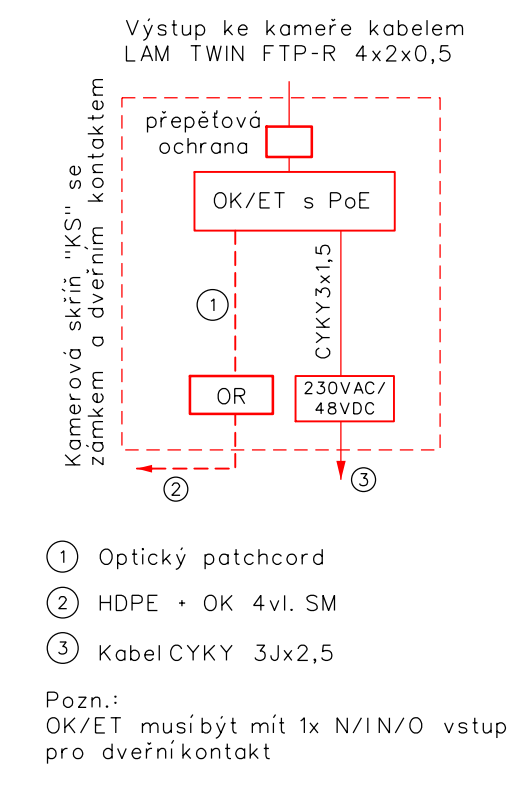 Výstup ke kameře kabelem
LAM TWIN FTP-R 4x2x0,5
Kamerová skříň "KS" se
zámkem a dveřním kontaktem
přepěťová
ochrana
OK/ET s PoE
1
CYKY3x1,5
OR
230VAC/
48VDC
2
3
1 Optický patchcord
2 HDPE + OK 4vl. SM
3 Kabel CYKY 3Jx2,5
Pozn.:
OK/ET musí být mít 1x N/IN/O vstup
pro dveřní kontakt